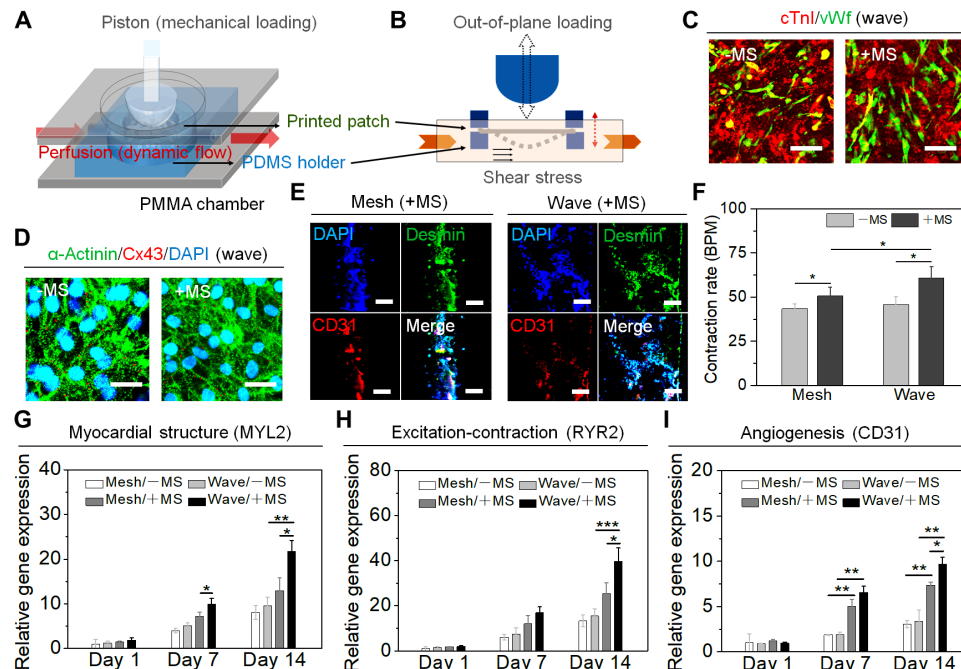 A
Piston (mechanical loading)
Printed patch
Perfusion (dynamic flow)
PDMS holder
PMMA chamber
B
Out-of-plane loading
Shear stress
C
cTnI/vWf (wave)
-MS
+MS
D
α-Actinin/Cx43/DAPI (wave)
-MS
+MS
E
Mesh (+MS)
Wave (+MS)
DAPI
Desmin
DAPI
Desmin
CD31
Merge
CD31
Merge
F
Contraction rate (BPM)
100
75
50
25
0
−MS
+MS
*
*
*
Mesh
Wave
G
Myocardial structure (MYL2)
Relative gene expression
40
30
20
10
0
Mesh/−MS
Wave/−MS
Mesh/+MS
Wave/+MS
*
**
*
Day 1
Day 7
Day 14
H
Excitation-contraction (RYR2)
Relative gene expression
80
60
40
20
0
Mesh/−MS
Wave/−MS
Mesh/+MS
Wave/+MS
***
*
Day 1
Day 7
Day 14
I
Angiogenesis (CD31)
Relative gene expression
20
15
10
5
0
Mesh/−MS
Wave/−MS
Mesh/+MS
Wave/+MS
**
**
**
**
*
Day 1
Day 7
Day 14